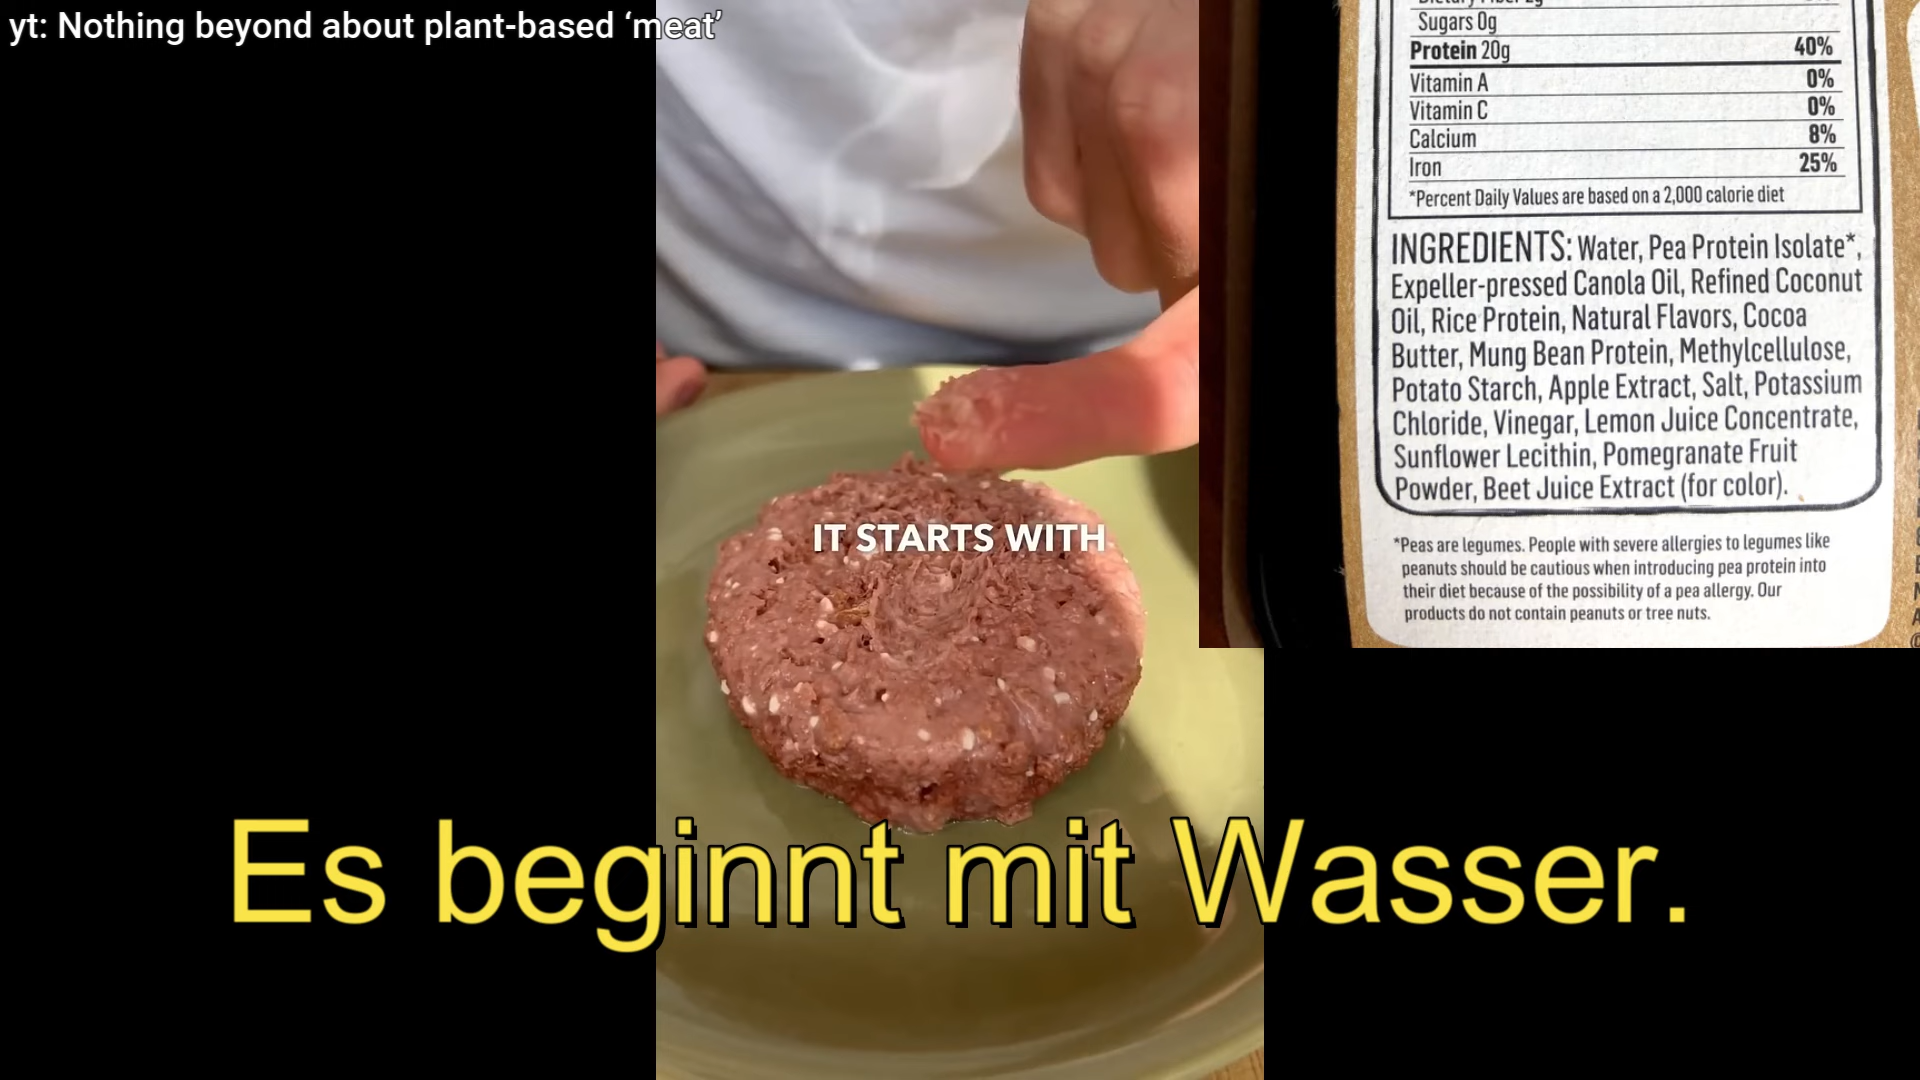 yt: Nothing beyond about plant-based ‘meat’
Sugars 0g
Protein 20g 40%
Vitamin A 0%
Vitamin C 0%
Calcium 8%
Iron 25%
*Percent Daily Values are based on a 2,000 calorie diet
INGREDIENTS: Water, Pea Protein Isolate*,
Expeller-pressed Canola Oil, Refined Coconut
Oil, Rice Protein, Natural Flavors, Cocoa
Butter, Mung Bean Protein, Methylcellulose,
Potato Starch, Apple Extract, Salt, Potassium
Chloride, Vinegar, Lemon Juice Concentrate,
Sunflower Lecithin, Pomegranate Fruit
Powder, Beet Juice Extract (for color).
*Peas are legumes. People with severe allergies to legumes like
peanuts should be cautious when introducing pea protein into
their diet because of the possibility of a pea allergy. Our
products do not contain peanuts or tree nuts.
IT STARTS WITH
Es beginnt mit Wasser.